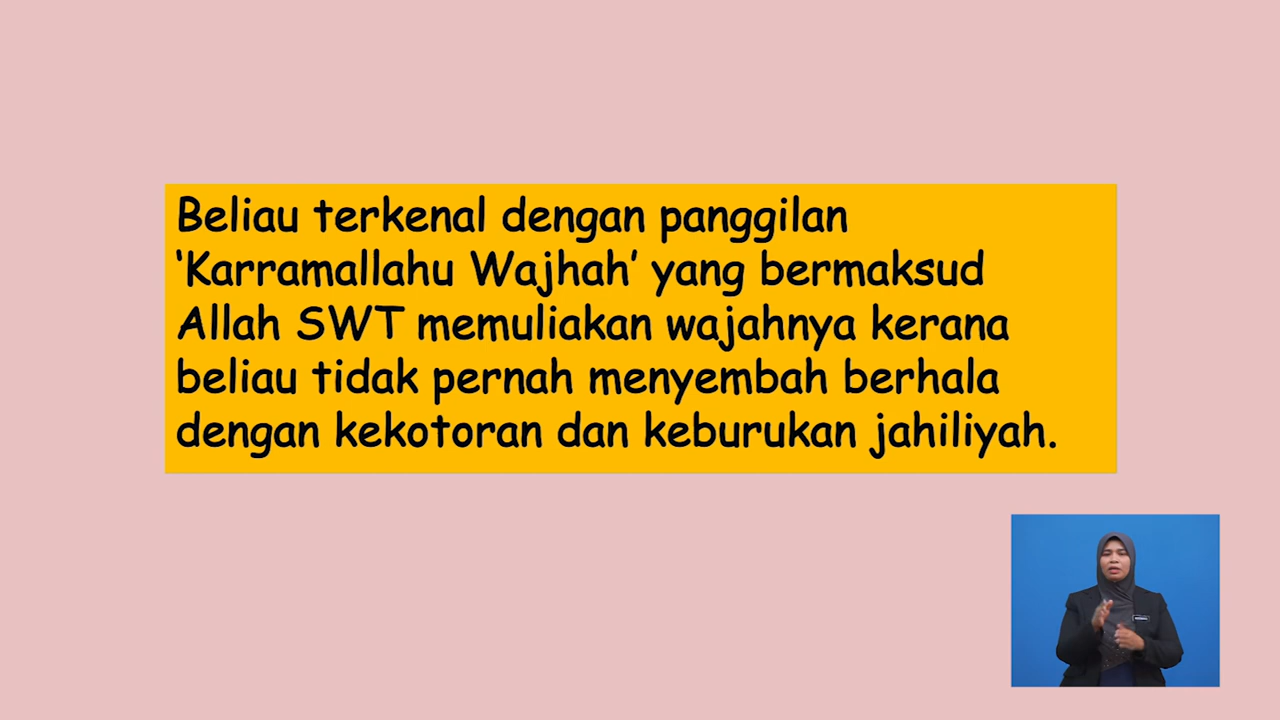 Beliau terkenal dengan panggilan
‘Karramallahu Wajhah’ yang bermaksud
Allah SWT memuliakan wajahnya kerana
beliau tidak pernah menyembah berhala
dengan kekotoran dan keburukan jahiliyah.